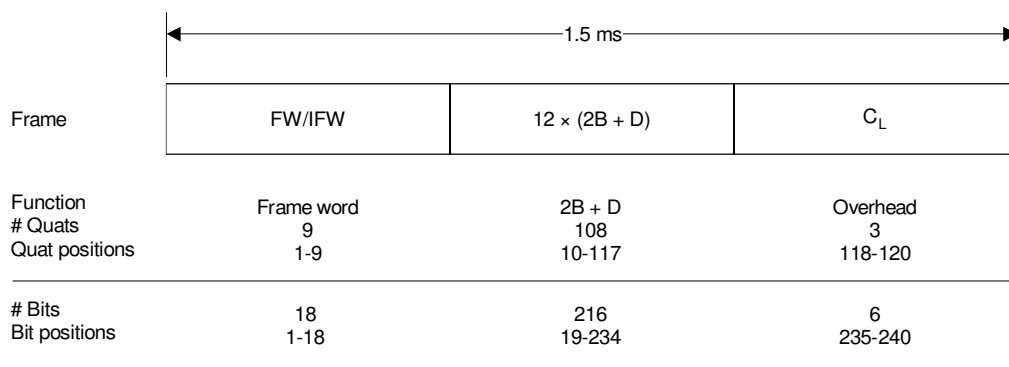 1.5 ms
Frame FW/IFW 12 × (2B + D) CL
Function Frame word 2B + D Overhead
# Quats 9 108 3
Quat positions 1-9 10-117 118-120
# Bits 18 216 6
Bit positions 1-18 19-234 235-240